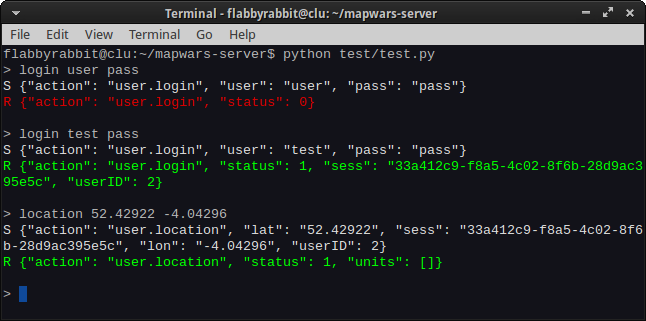 Terminal - flabbyrabbit@clu: ~/mapwars-server
File Edit View Terminal Go Help
flabbyrabbit@clu:~/mapwars-server$ python test/test.py
> login user pass
S {"action": "user.login", "user": "user", "pass": "pass"}
R {"action": "user.login", "status": 0}
> login test pass
S {"action": "user.login", "user": "test", "pass": "pass"}
R {"action": "user.login", "status": 1, "sess": "33a412c9-f8a5-4c02-8f6b-28d9ac3
95e5c", "userID": 2}
> location 52.42922 -4.04296
S {"action": "user.location", "lat": "52.42922", "sess": "33a412c9-f8a5-4c02-8f6
b-28d9ac395e5c", "lon": "-4.04296", "userID": 2}
R {"action": "user.location", "status": 1, "units": []}
>